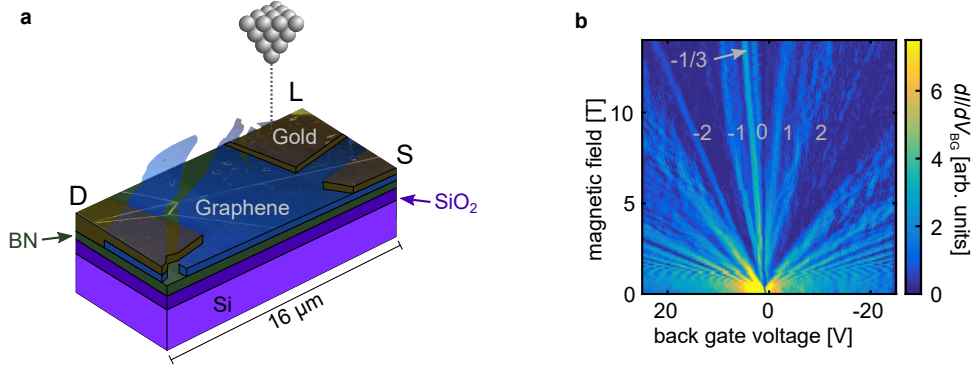 a
L
Gold
S
D
Graphene
SiO₂
BN
Si
16 μm
b
-1/3
-2
-1
0
1
2
magnetic field [T]
10
5
0
20
0
-20
back gate voltage [V]
6
4
2
0
dI/dV_BG [arb. units]